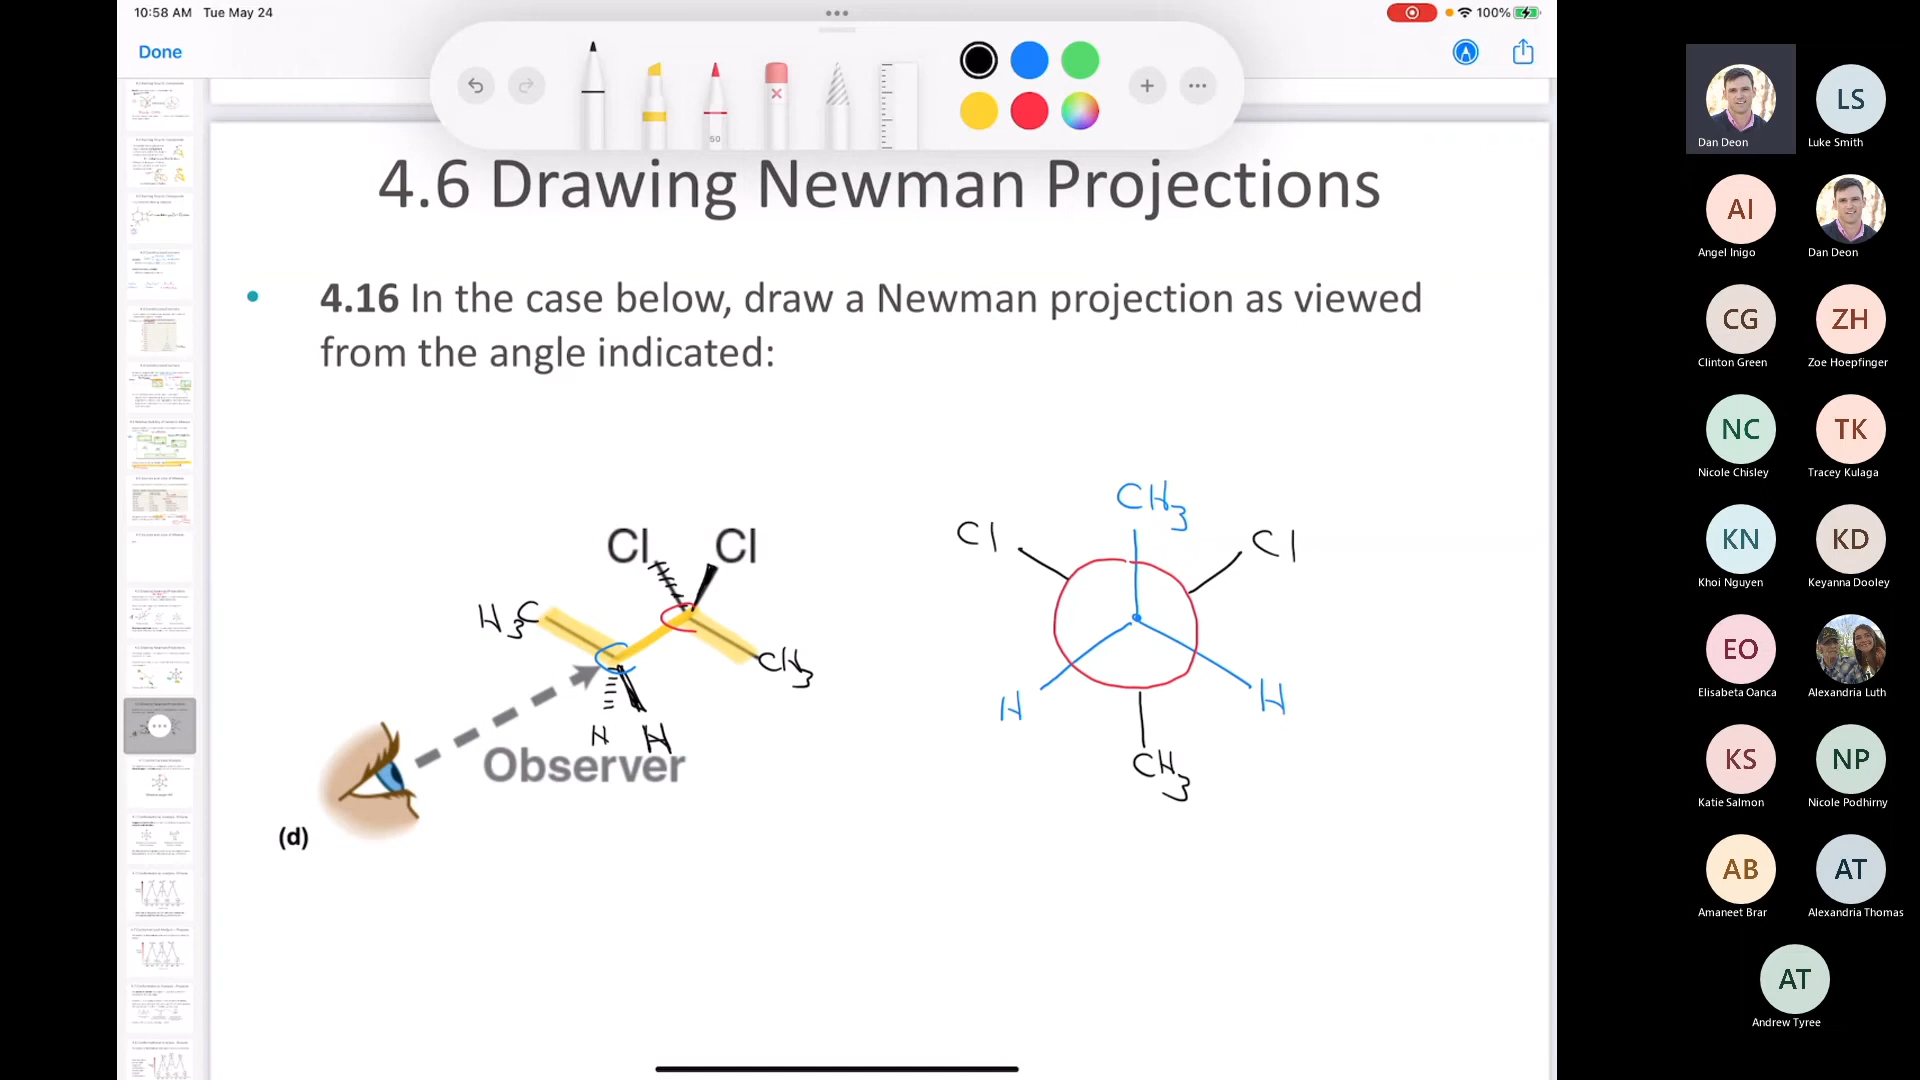 10:58 AM Tue May 24
100%
Done
50
4.6 Drawing Newman Projections
• 4.16 In the case below, draw a Newman projection as viewed
from the angle indicated:
Cl Cl
H3C
CH3
H H
Observer
(d)
CH3
Cl Cl
H H
CH3
Dan Deon
LS
Luke Smith
AI
Angel Inigo
Dan Deon
CG
Clinton Green
ZH
Zoe Hoepfinger
NC
Nicole Chisley
TK
Tracey Kulaga
KN
Khoi Nguyen
KD
Keyanna Dooley
EO
Elisabeta Oanca
Alexandria Luth
KS
Katie Salmon
NP
Nicole Podhirny
AB
Amaneet Brar
AT
Alexandria Thomas
AT
Andrew Tyree